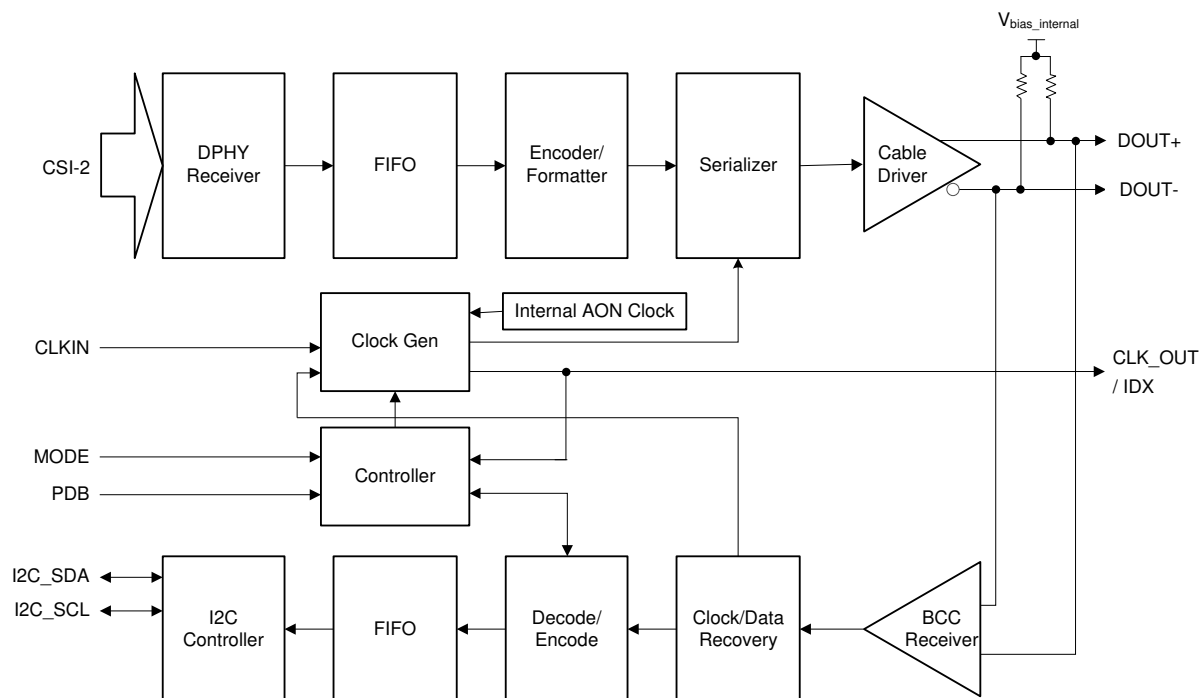 V bias_internal
CSI-2
DPHY
Receiver
FIFO
Encoder/
Formatter
Serializer
Cable
Driver
DOUT+
DOUT-
Internal AON Clock
CLKIN
Clock Gen
CLK_OUT
/ IDX
MODE
PDB
Controller
I2C_SDA
I2C_SCL
I2C
Controller
FIFO
Decode/
Encode
Clock/Data
Recovery
BCC
Receiver